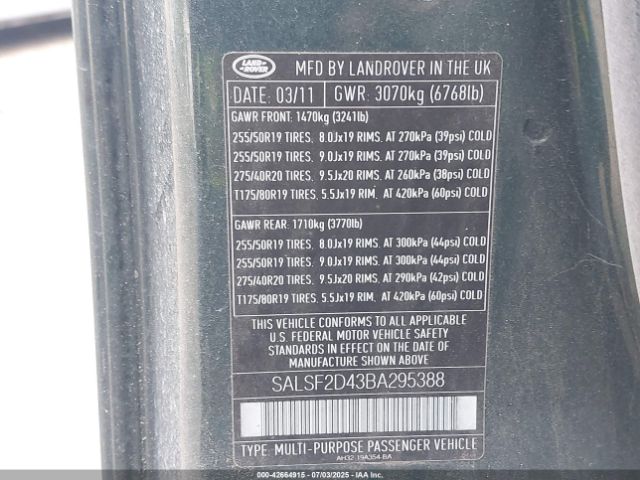 LAND ROVER
MFD BY LANDROVER IN THE UK
DATE: 03/11 GWR: 3070kg (6768lb)
GAWR FRONT: 1470kg (3241lb)
255/50R19 TIRES. 8.0Jx19 RIMS. AT 270kPa (39psi) COLD
255/50R19 TIRES. 9.0Jx19 RIMS. AT 270kPa (39psi) COLD
275/40R20 TIRES. 9.5Jx20 RIMS. AT 260kPa (38psi) COLD
T175/80R19 TIRES. 5.5Jx19 RIM. AT 420kPa (60psi) COLD
GAWR REAR: 1710kg (3770lb)
255/50R19 TIRES. 8.0Jx19 RIMS. AT 300kPa (44psi) COLD
255/50R19 TIRES. 9.0Jx19 RIMS. AT 300kPa (44psi) COLD
275/40R20 TIRES. 9.5Jx20 RIMS. AT 290kPa (42psi) COLD
T175/80R19 TIRES. 5.5Jx19 RIM. AT 420kPa (60psi) COLD
THIS VEHICLE CONFORMS TO ALL APPLICABLE
U.S. FEDERAL MOTOR VEHICLE SAFETY
STANDARDS IN EFFECT ON THE DATE OF
MANUFACTURE SHOWN ABOVE
SALSF2D43BA295388
TYPE: MULTI-PURPOSE PASSENGER VEHICLE
AH32-19A354-BA
000-42664915 - 07/03/2025 - IAAI.COM